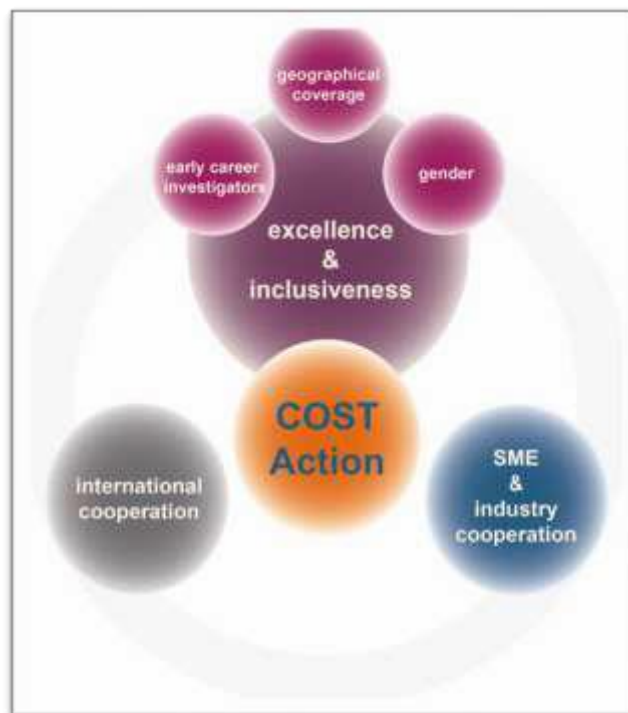 geographical
coverage
early career
investigators
gender
excellence
&
inclusiveness
COST
Action
international
cooperation
SME
&
industry
cooperation